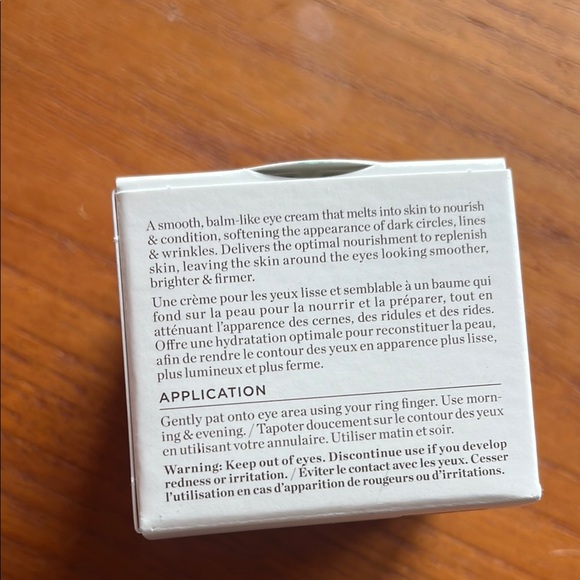 A smooth, balm-like eye cream that melts into skin to nourish
& condition, softening the appearance of dark circles, lines
& wrinkles. Delivers the optimal nourishment to replenish
skin, leaving the skin around the eyes looking smoother,
brighter & firmer.
Une crème pour les yeux lisse et semblable à un baume qui
fond sur la peau pour la nourrir et la préparer, tout en
atténuant l'apparence des cernes, des ridules et des rides.
Offre une hydratation optimale pour reconstituer la peau,
afin de rendre le contour des yeux en apparence plus lisse,
plus lumineux et plus ferme.
APPLICATION
Gently pat onto eye area using your ring finger. Use morn-
ing & evening. / Tapoter doucement sur le contour des yeux
en utilisant votre annulaire. Utiliser matin et soir.
Warning: Keep out of eyes. Discontinue use if you develop
redness or irritation. / Éviter le contact avec les yeux. Cesser
l'utilisation en cas d'apparition de rougeurs ou d'irritations.